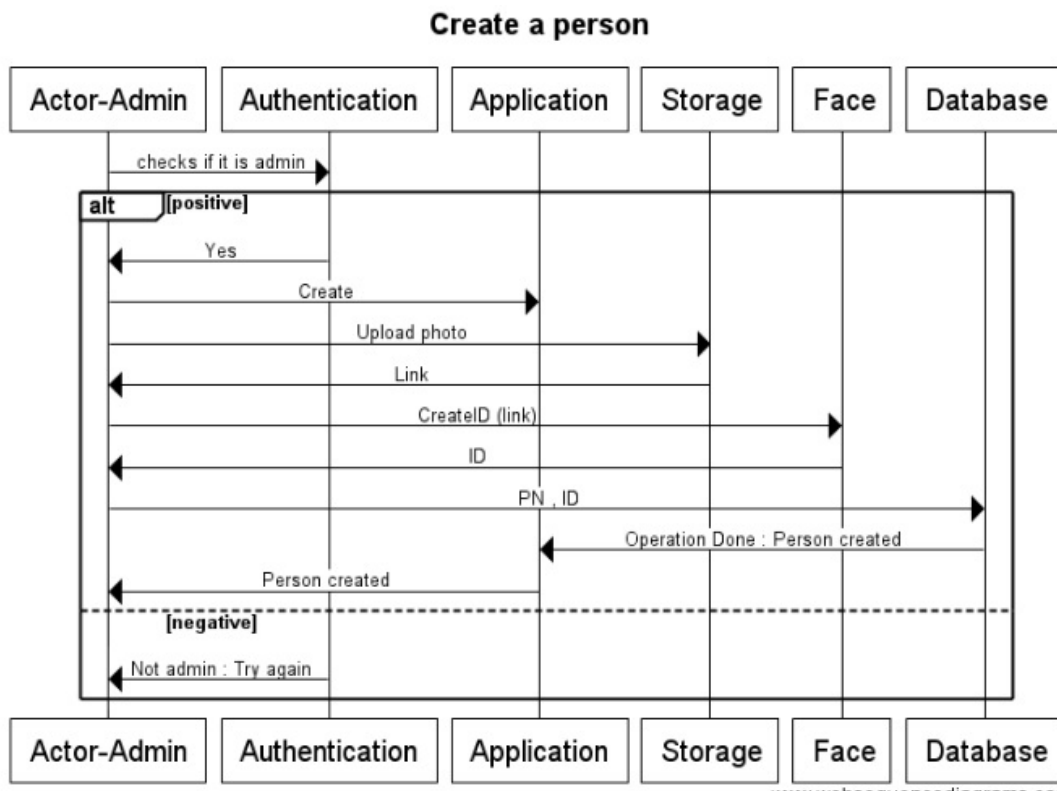 Create a person
Actor-Admin Authentication Application Storage Face Database
checks if it is admin
alt [positive]
Yes
Create
Upload photo
Link
CreateID (link)
ID
PN , ID
Operation Done : Person created
Person created
[negative]
Not admin : Try again
Actor-Admin Authentication Application Storage Face Database